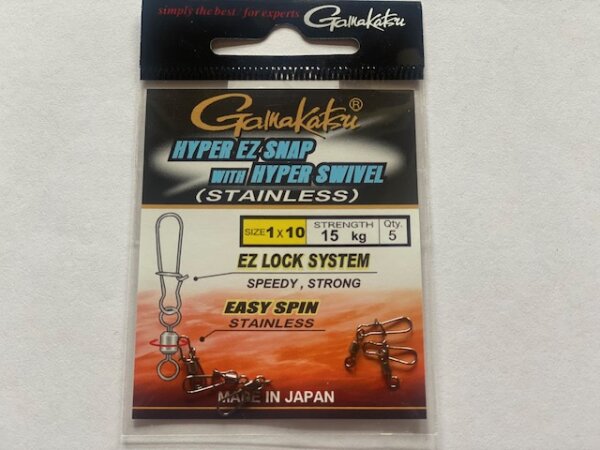 simply the best for experts Gamakatsu
Gamakatsu®
HYPER EZ SNAP
WITH HYPER SWIVEL
(STAINLESS)
SIZE 1 x 10 STRENGTH 15 kg Qty. 5
EZ LOCK SYSTEM
SPEEDY , STRONG
EASY SPIN
STAINLESS
MADE IN JAPAN